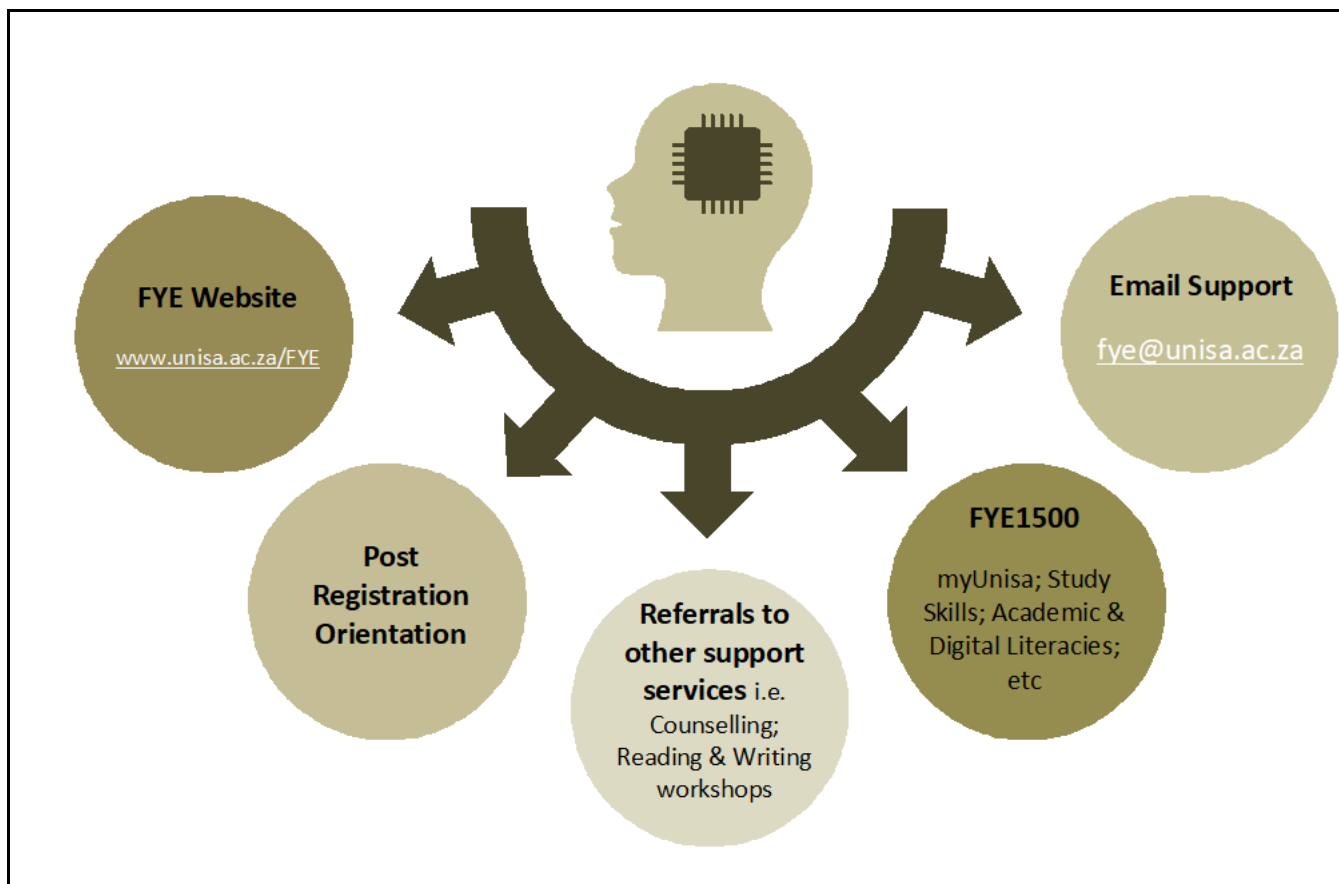 FYE Website
www.unisa.ac.za/FYE
Post
Registration
Orientation
Referrals to
other support
services i.e.
Counselling;
Reading & Writing
workshops
FYE1500
myUnisa; Study
Skills; Academic &
Digital Literacies;
etc
Email Support
fye@unisa.ac.za